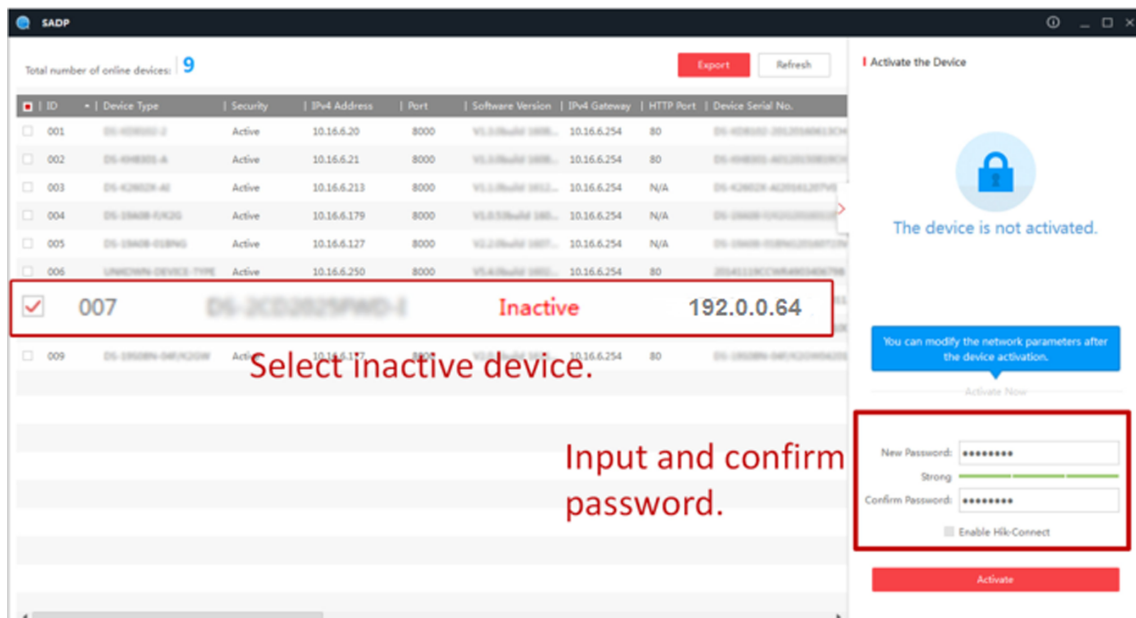 SADP
Total number of online devices: 9
Export Refresh
Activate the Device
ID Device Type Security IPv4 Address Port Software Version IPv4 Gateway HTTP Port Device Serial No.
001 Active 10.16.6.20 8000 10.16.6.254 80
002 Active 10.16.6.21 8000 10.16.6.254 80
003 Active 10.16.6.213 8000 10.16.6.254 N/A
004 Active 10.16.6.179 8000 10.16.6.254 N/A
005 Active 10.16.6.127 8000 10.16.6.254 N/A
006 Active 10.16.6.250 8000 10.16.6.254 80
The device is not activated.
007 Inactive 192.0.0.64
009 10.16.6.254 80
Select inactive device.
You can modify the network parameters after
the device activation.
Activate Now
Input and confirm
password.
New Password: ••••••••
Strong
Confirm Password: ••••••••
Enable Hik-Connect
Activate